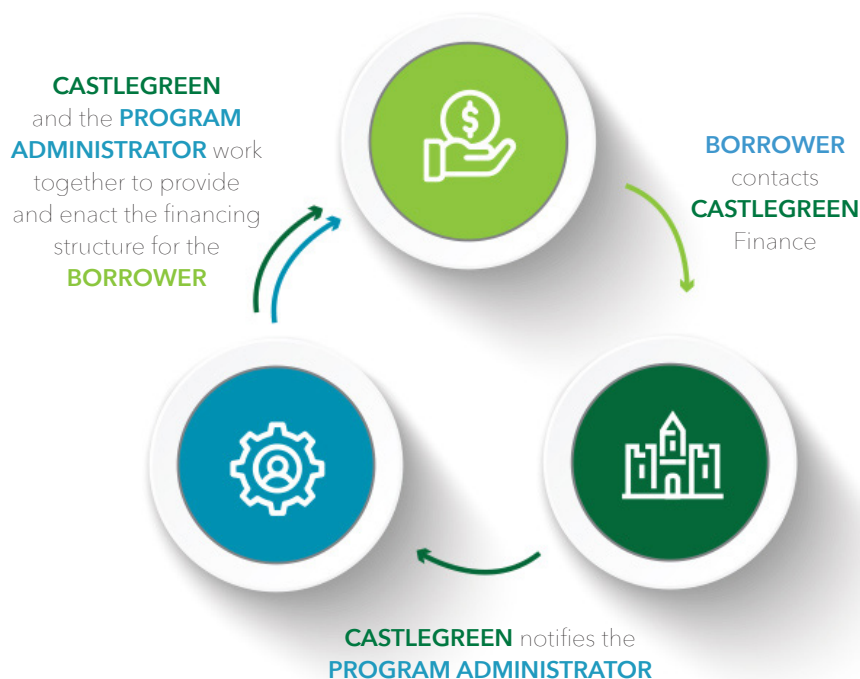 CASTLEGREEN
and the PROGRAM
ADMINISTRATOR work
together to provide
and enact the financing
structure for the
BORROWER
$
BORROWER
contacts
CASTLEGREEN
Finance
CASTLEGREEN notifies the
PROGRAM ADMINISTRATOR